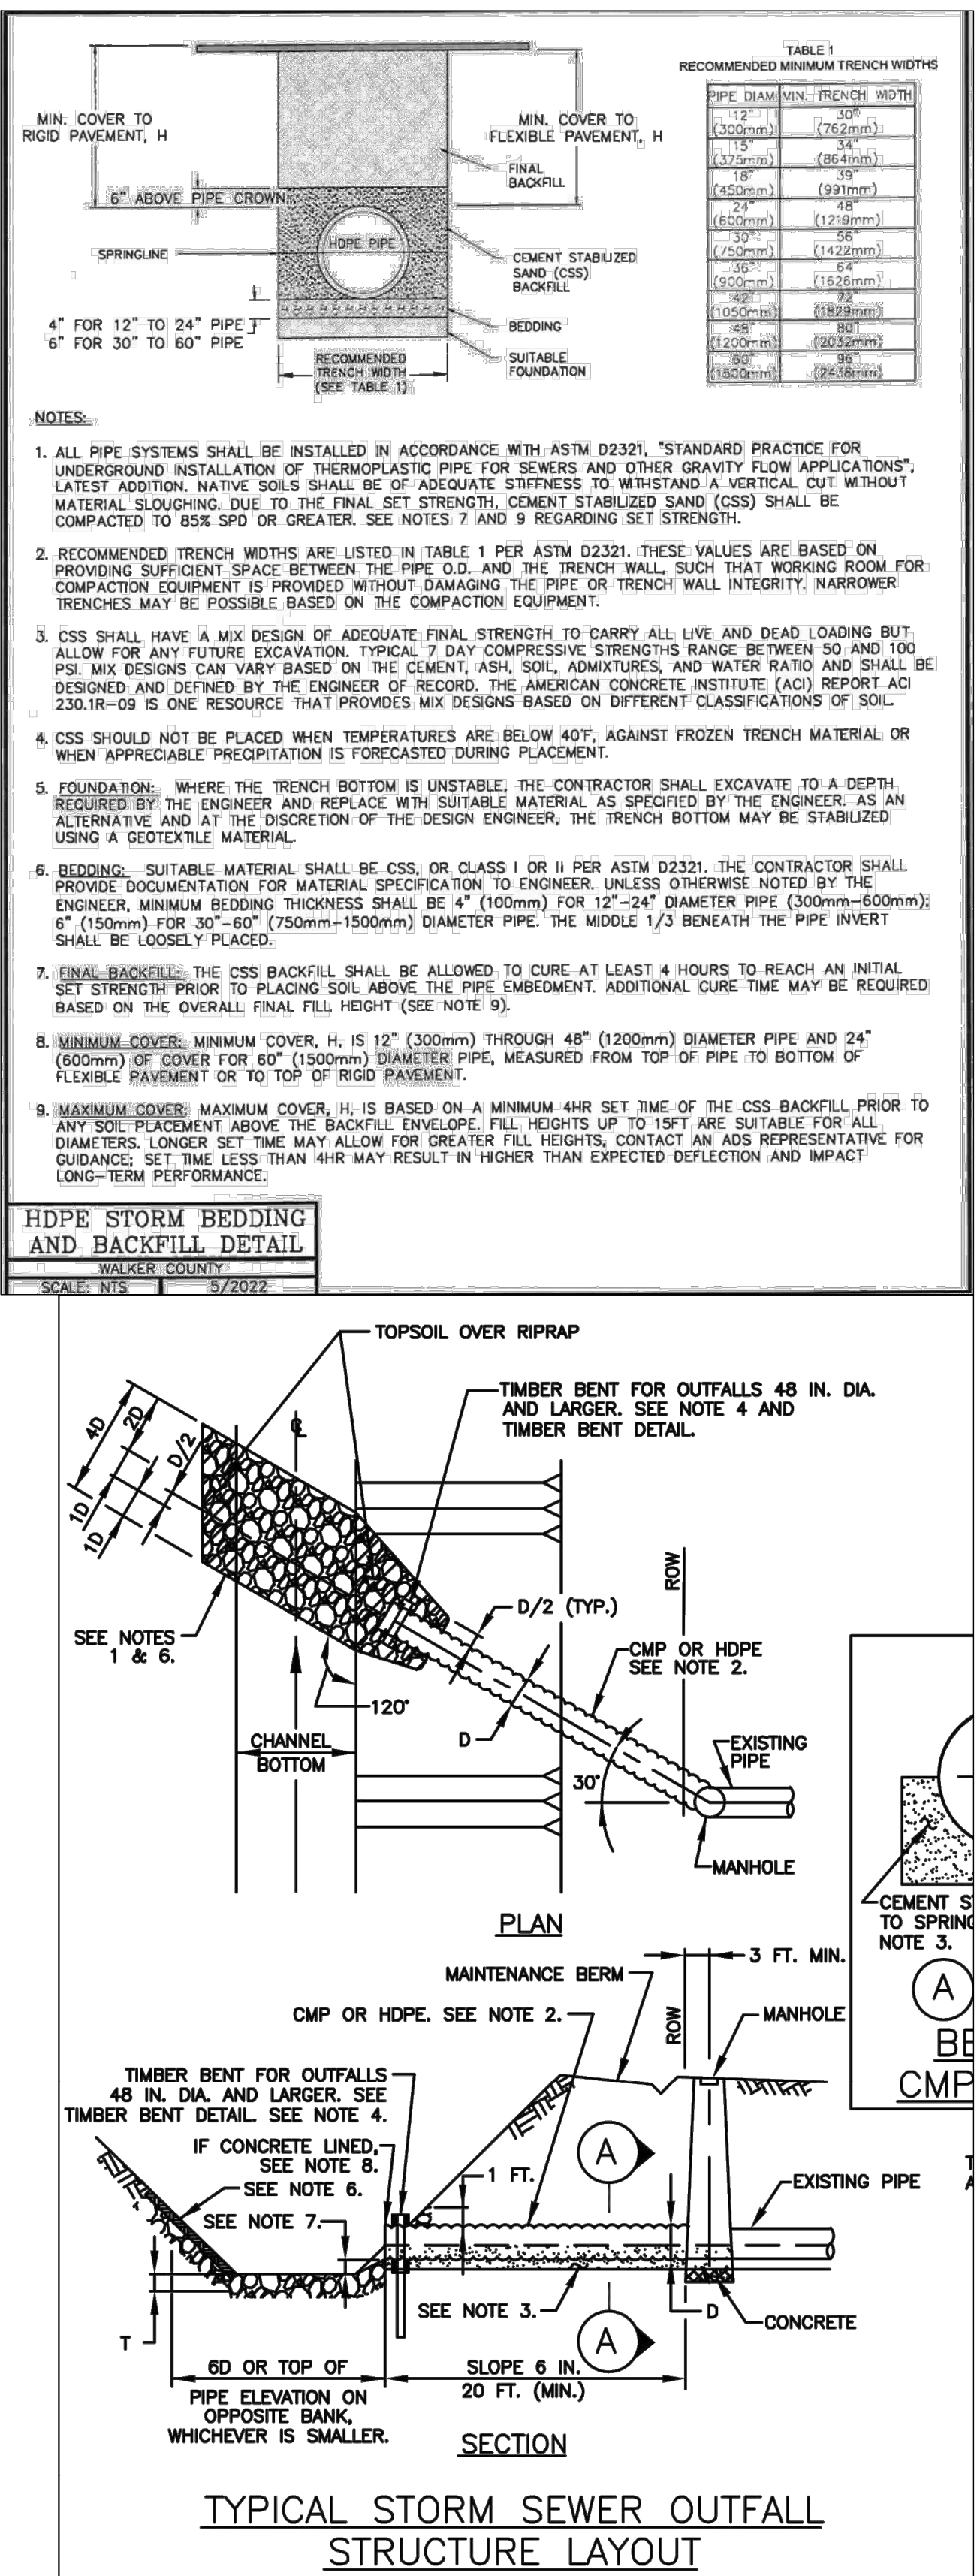 TABLE 1
RECOMMENDED MINIMUM TRENCH WIDTHS
PIPE DIAM MIN. TRENCH WIDTH
12" 30"
(300mm) (762mm)
15" 34"
(375mm) (864mm)
18" 39"
(450mm) (991mm)
24" 48"
(600mm) (1219mm)
30" 56"
(750mm) (1422mm)
36" 64"
(900mm) (1626mm)
42" 72"
(1050mm) (1829mm)
48" 80"
(1200mm) (2032mm)
60" 96"
(1500mm) (2438mm)
MIN. COVER TO
RIGID PAVEMENT, H
MIN. COVER TO
FLEXIBLE PAVEMENT, H
FINAL
BACKFILL
6" ABOVE PIPE CROWN
HDPE PIPE
SPRINGLINE
CEMENT STABILIZED
SAND (CSS)
BACKFILL
4" FOR 12" TO 24" PIPE
6" FOR 30" TO 60" PIPE
BEDDING
SUITABLE
FOUNDATION
RECOMMENDED
TRENCH WIDTH
(SEE TABLE 1)
NOTES:
1. ALL PIPE SYSTEMS SHALL BE INSTALLED IN ACCORDANCE WITH ASTM D2321, "STANDARD PRACTICE FOR
UNDERGROUND INSTALLATION OF THERMOPLASTIC PIPE FOR SEWERS AND OTHER GRAVITY FLOW APPLICATIONS",
LATEST ADDITION. NATIVE SOILS SHALL BE OF ADEQUATE STIFFNESS TO WITHSTAND A VERTICAL CUT WITHOUT
MATERIAL SLOUGHING. DUE TO THE FINAL SET STRENGTH, CEMENT STABILIZED SAND (CSS) SHALL BE
COMPACTED TO 85% SPD OR GREATER. SEE NOTES 7 AND 9 REGARDING SET STRENGTH.
2. RECOMMENDED TRENCH WIDTHS ARE LISTED IN TABLE 1 PER ASTM D2321. THESE VALUES ARE BASED ON
PROVIDING SUFFICIENT SPACE BETWEEN THE PIPE O.D. AND THE TRENCH WALL, SUCH THAT WORKING ROOM FOR
COMPACTION EQUIPMENT IS PROVIDED WITHOUT DAMAGING THE PIPE OR TRENCH WALL INTEGRITY. NARROWER
TRENCHES MAY BE POSSIBLE BASED ON THE COMPACTION EQUIPMENT.
3. CSS SHALL HAVE A MIX DESIGN OF ADEQUATE FINAL STRENGTH TO CARRY ALL LIVE AND DEAD LOADING BUT
ALLOW FOR ANY FUTURE EXCAVATION. TYPICAL 7 DAY COMPRESSIVE STRENGTHS RANGE BETWEEN 50 AND 100
PSI. MIX DESIGNS CAN VARY BASED ON THE CEMENT, ASH, SOIL, ADMIXTURES, AND WATER RATIO AND SHALL BE
DESIGNED AND DEFINED BY THE ENGINEER OF RECORD. THE AMERICAN CONCRETE INSTITUTE (ACI) REPORT ACI
230.1R-09 IS ONE RESOURCE THAT PROVIDES MIX DESIGNS BASED ON DIFFERENT CLASSIFICATIONS OF SOIL.
4. CSS SHOULD NOT BE PLACED WHEN TEMPERATURES ARE BELOW 40°F, AGAINST FROZEN TRENCH MATERIAL OR
WHEN APPRECIABLE PRECIPITATION IS FORECASTED DURING PLACEMENT.
5. FOUNDATION: WHERE THE TRENCH BOTTOM IS UNSTABLE, THE CONTRACTOR SHALL EXCAVATE TO A DEPTH
REQUIRED BY THE ENGINEER AND REPLACE WITH SUITABLE MATERIAL AS SPECIFIED BY THE ENGINEER. AS AN
ALTERNATIVE AND AT THE DISCRETION OF THE DESIGN ENGINEER, THE TRENCH BOTTOM MAY BE STABILIZED
USING A GEOTEXTILE MATERIAL.
6. BEDDING: SUITABLE MATERIAL SHALL BE CSS, OR CLASS I OR II PER ASTM D2321. THE CONTRACTOR SHALL
PROVIDE DOCUMENTATION FOR MATERIAL SPECIFICATION TO ENGINEER. UNLESS OTHERWISE NOTED BY THE
ENGINEER, MINIMUM BEDDING THICKNESS SHALL BE 4" (100mm) FOR 12"-24" DIAMETER PIPE (300mm-600mm);
6" (150mm) FOR 30"-60" (750mm-1500mm) DIAMETER PIPE. THE MIDDLE 1/3 BENEATH THE PIPE INVERT
SHALL BE LOOSELY PLACED.
7. FINAL BACKFILL: THE CSS BACKFILL SHALL BE ALLOWED TO CURE AT LEAST 4 HOURS TO REACH AN INITIAL
SET STRENGTH PRIOR TO PLACING SOIL ABOVE THE PIPE EMBEDMENT. ADDITIONAL CURE TIME MAY BE REQUIRED
BASED ON THE OVERALL FINAL FILL HEIGHT (SEE NOTE 9).
8. MINIMUM COVER: MINIMUM COVER, H, IS 12" (300mm) THROUGH 48" (1200mm) DIAMETER PIPE AND 24"
(600mm) OF COVER FOR 60" (1500mm) DIAMETER PIPE, MEASURED FROM TOP OF PIPE TO BOTTOM OF
FLEXIBLE PAVEMENT OR TO TOP OF RIGID PAVEMENT.
9. MAXIMUM COVER: MAXIMUM COVER, H, IS BASED ON A MINIMUM 4HR SET TIME OF THE CSS BACKFILL PRIOR TO
ANY SOIL PLACEMENT ABOVE THE BACKFILL ENVELOPE. FILL HEIGHTS UP TO 15FT ARE SUITABLE FOR ALL
DIAMETERS. LONGER SET TIME MAY ALLOW FOR GREATER FILL HEIGHTS, CONTACT AN ADS REPRESENTATIVE FOR
GUIDANCE; SET TIME LESS THAN 4HR MAY RESULT IN HIGHER THAN EXPECTED DEFLECTION AND IMPACT
LONG-TERM PERFORMANCE.
HDPE STORM BEDDING
AND BACKFILL DETAIL
WALKER COUNTY
SCALE: NTS 5/2022
TOPSOIL OVER RIPRAP
TIMBER BENT FOR OUTFALLS 48 IN. DIA.
AND LARGER. SEE NOTE 4 AND
TIMBER BENT DETAIL.
4D
2D
D/2
1D
1D
℄
SEE NOTES
1 & 6.
D/2 (TYP.)
ROW
CMP OR HDPE
SEE NOTE 2.
120°
D
CHANNEL
BOTTOM
30°
EXISTING
PIPE
MANHOLE
PLAN
CEMENT S
TO SPRING
NOTE 3.
A
BE
CMP
3 FT. MIN.
MAINTENANCE BERM
CMP OR HDPE. SEE NOTE 2.
ROW
MANHOLE
TIMBER BENT FOR OUTFALLS
48 IN. DIA. AND LARGER. SEE
TIMBER BENT DETAIL. SEE NOTE 4.
IF CONCRETE LINED,
SEE NOTE 8.
SEE NOTE 6.
SEE NOTE 7.
1 FT.
A
EXISTING PIPE
T
A
SEE NOTE 3.
A
D
CONCRETE
T
6D OR TOP OF
PIPE ELEVATION ON
OPPOSITE BANK,
WHICHEVER IS SMALLER.
SLOPE 6 IN.
20 FT. (MIN.)
SECTION
TYPICAL STORM SEWER OUTFALL
STRUCTURE LAYOUT